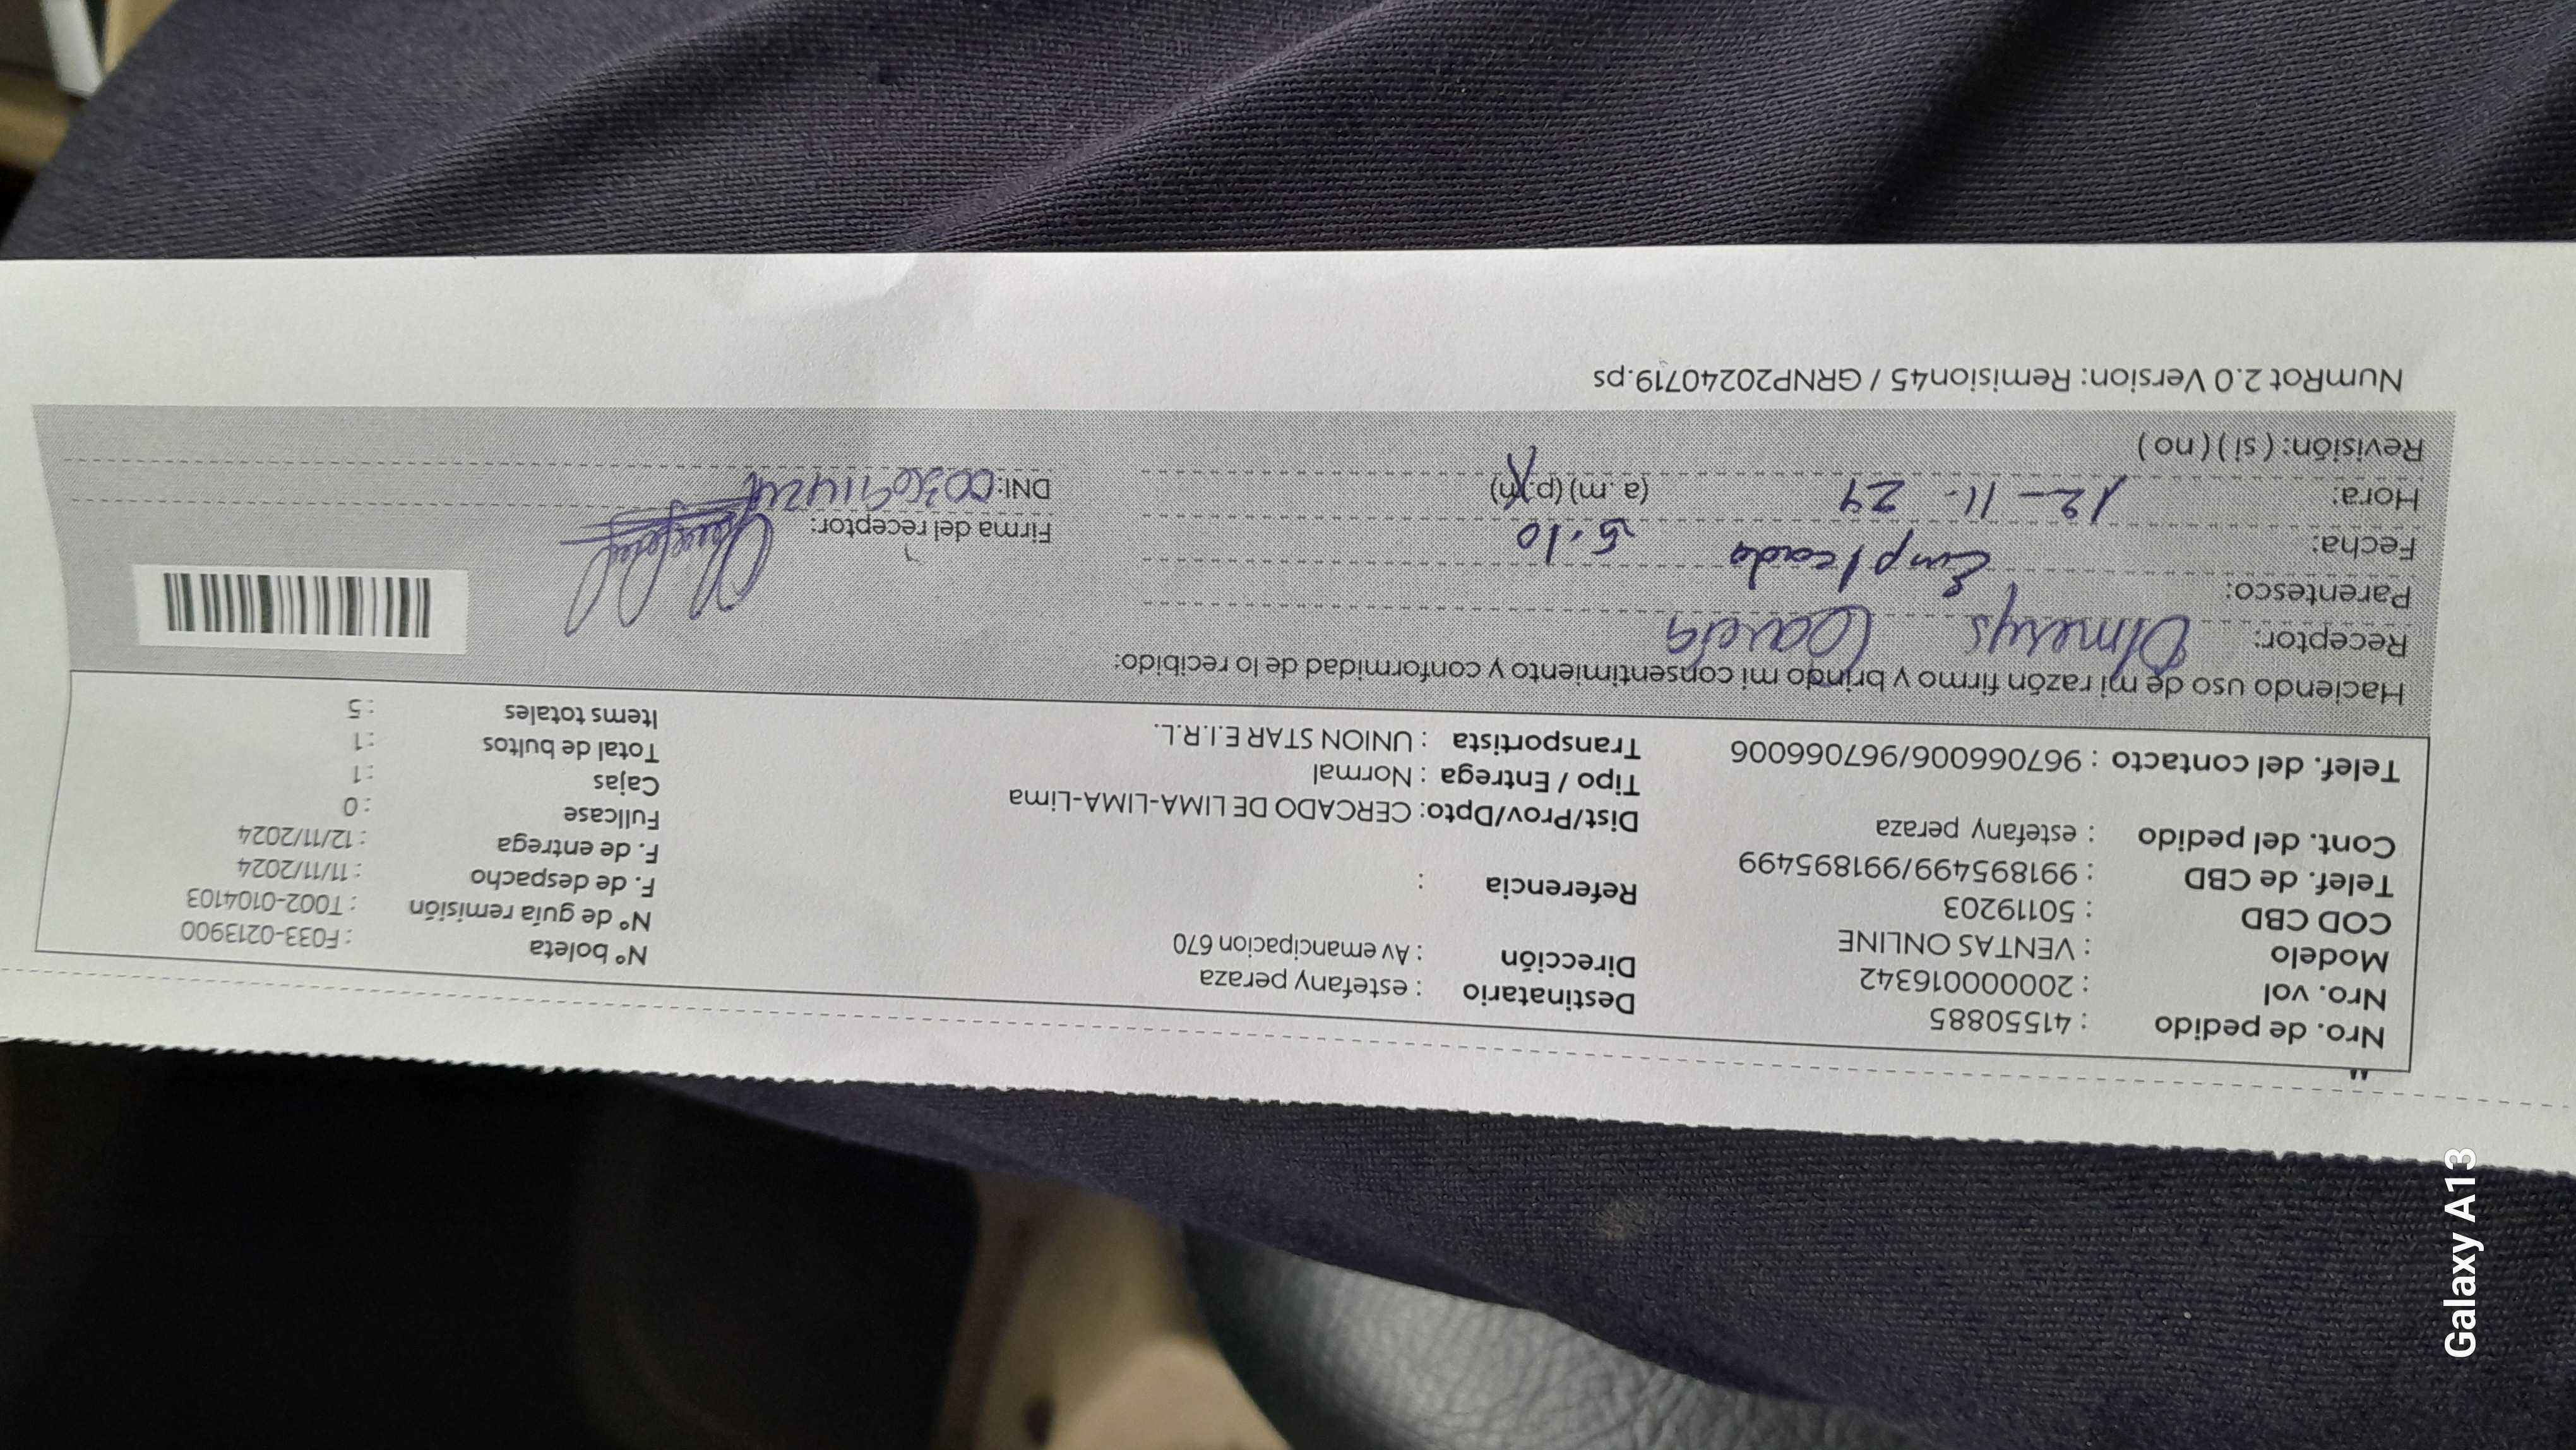 Nro. de pedido : 41550885
Nro. vol : 2000000016342
Modelo : VENTAS ONLINE
COD CBD : 50119203
Telef. de CBD : 991895499/991895499
Cont. del pedido : estefany peraza
Telef. del contacto : 967066006/967066006
Destinatario : estefany peraza
Dirección : Av emancipacion 670
Referencia :
Dist/Prov/Dpto: CERCADO DE LIMA-LIMA-Lima
Tipo / Entrega : Normal
Transportista : UNION STAR E.I.R.L.
N° boleta : F033-0213900
N° de guía remisión : T002-0104103
F. de despacho : 11/11/2024
F. de entrega : 12/11/2024
Fullcase : 0
Cajas : 1
Total de bultos : 1
Items totales : 5
Haciendo uso de mi razón firmo y brindo mi consentimiento y conformidad de lo recibido:
Receptor: Olmerys
Parentesco: Empleada
Fecha: 5:10
Hora: 12-11-24 (a.m) (p.m)
Revisión: ( si ) ( no )
Firma del receptor:
DNI:
NumRot 2.0 Version: Remision45 / GRNP20240719.ps
Galaxy A13